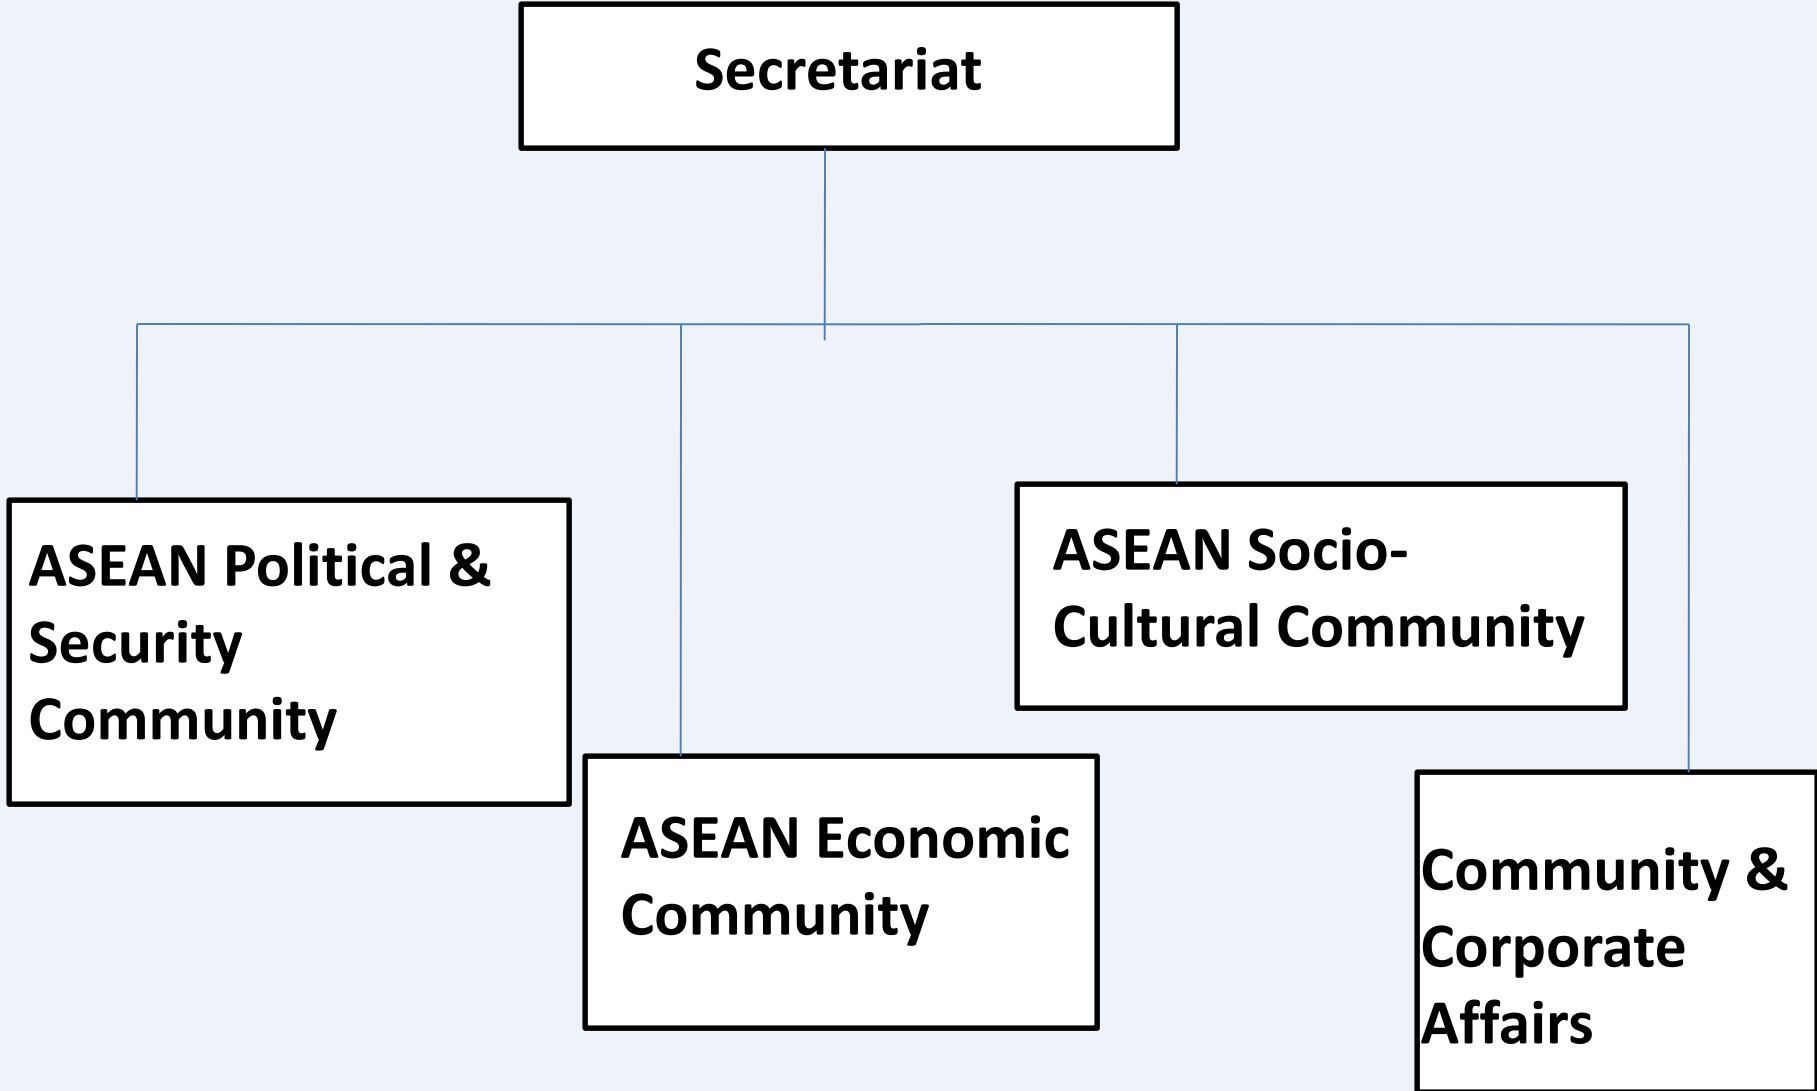 Secretariat
ASEAN Political &
Security
Community
ASEAN Economic
Community
ASEAN Socio-
Cultural Community
Community &
Corporate
Affairs